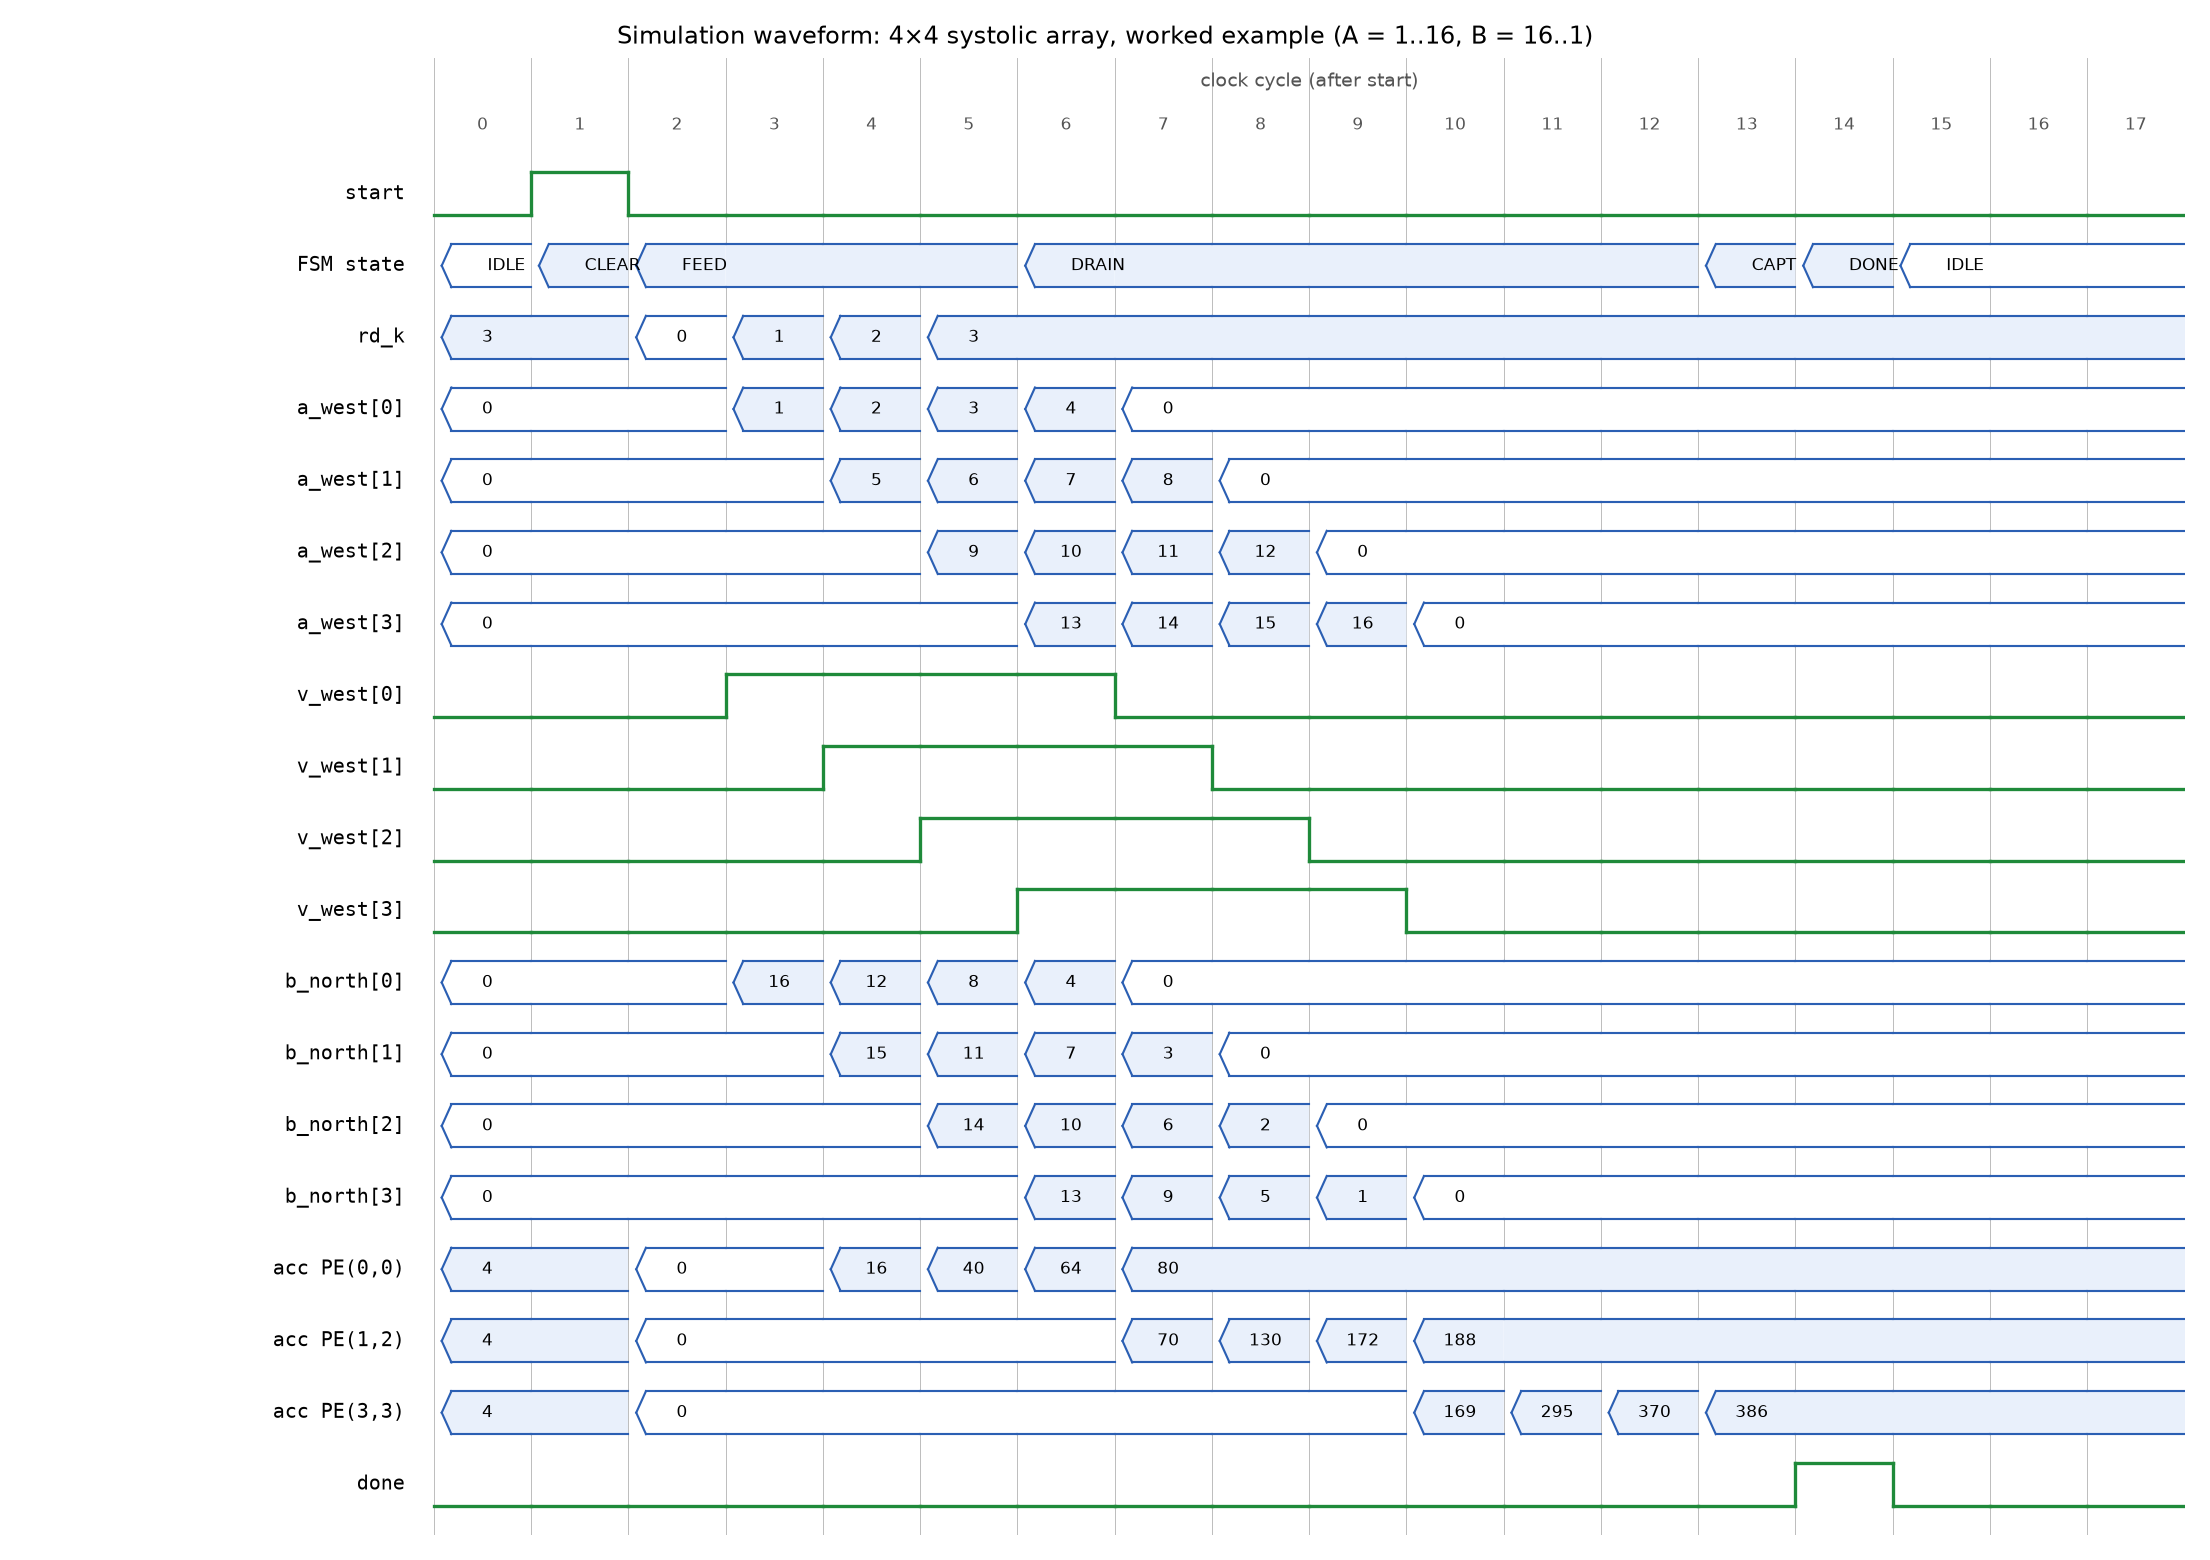 Simulation waveform: 4×4 systolic array, worked example (A = 1..16, B = 16..1)
clock cycle (after start)
0 1 2 3 4 5 6 7 8 9 10 11 12 13 14 15 16 17
start
FSM state IDLE CLEAR FEED DRAIN CAPT DONE IDLE
rd_k 3 0 1 2 3
a_west[0] 0 1 2 3 4 0
a_west[1] 0 5 6 7 8 0
a_west[2] 0 9 10 11 12 0
a_west[3] 0 13 14 15 16 0
v_west[0]
v_west[1]
v_west[2]
v_west[3]
b_north[0] 0 16 12 8 4 0
b_north[1] 0 15 11 7 3 0
b_north[2] 0 14 10 6 2 0
b_north[3] 0 13 9 5 1 0
acc PE(0,0) 4 0 16 40 64 80
acc PE(1,2) 4 0 70 130 172 188
acc PE(3,3) 4 0 169 295 370 386
done